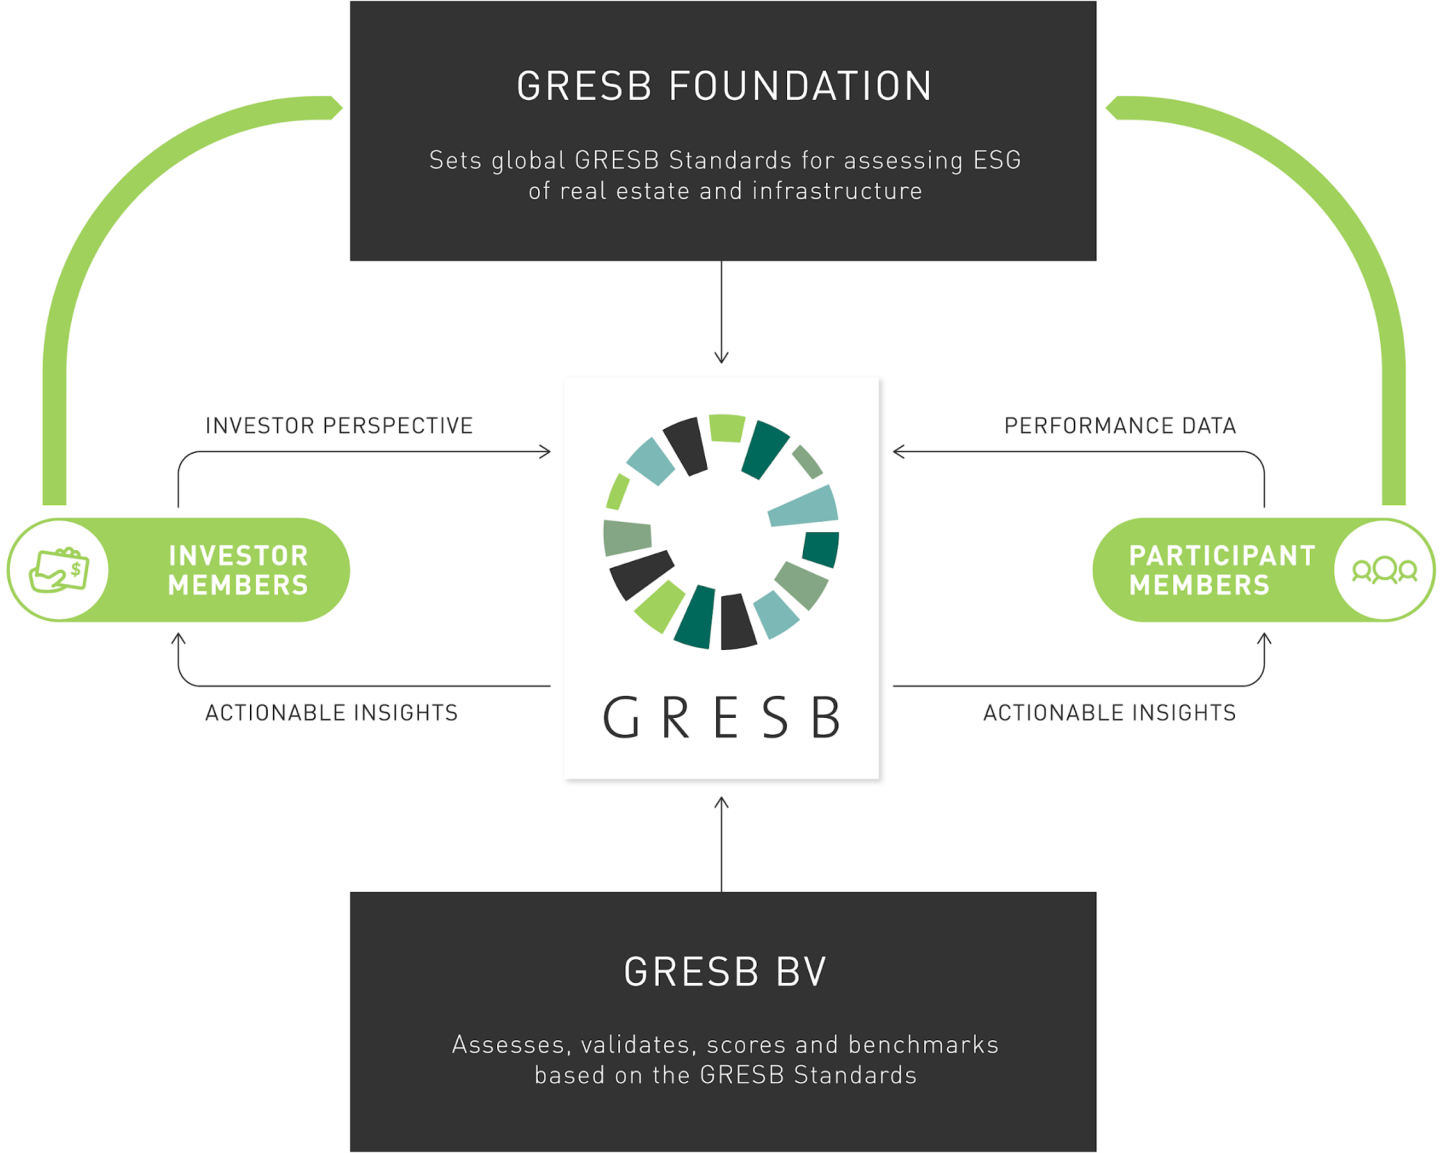 GRESB FOUNDATION
Sets global GRESB Standards for assessing ESG
of real estate and infrastructure
INVESTOR PERSPECTIVE
PERFORMANCE DATA
INVESTOR
MEMBERS
$
PARTICIPANT
MEMBERS
ACTIONABLE INSIGHTS
GRESB
ACTIONABLE INSIGHTS
GRESB BV
Assesses, validates, scores and benchmarks
based on the GRESB Standards